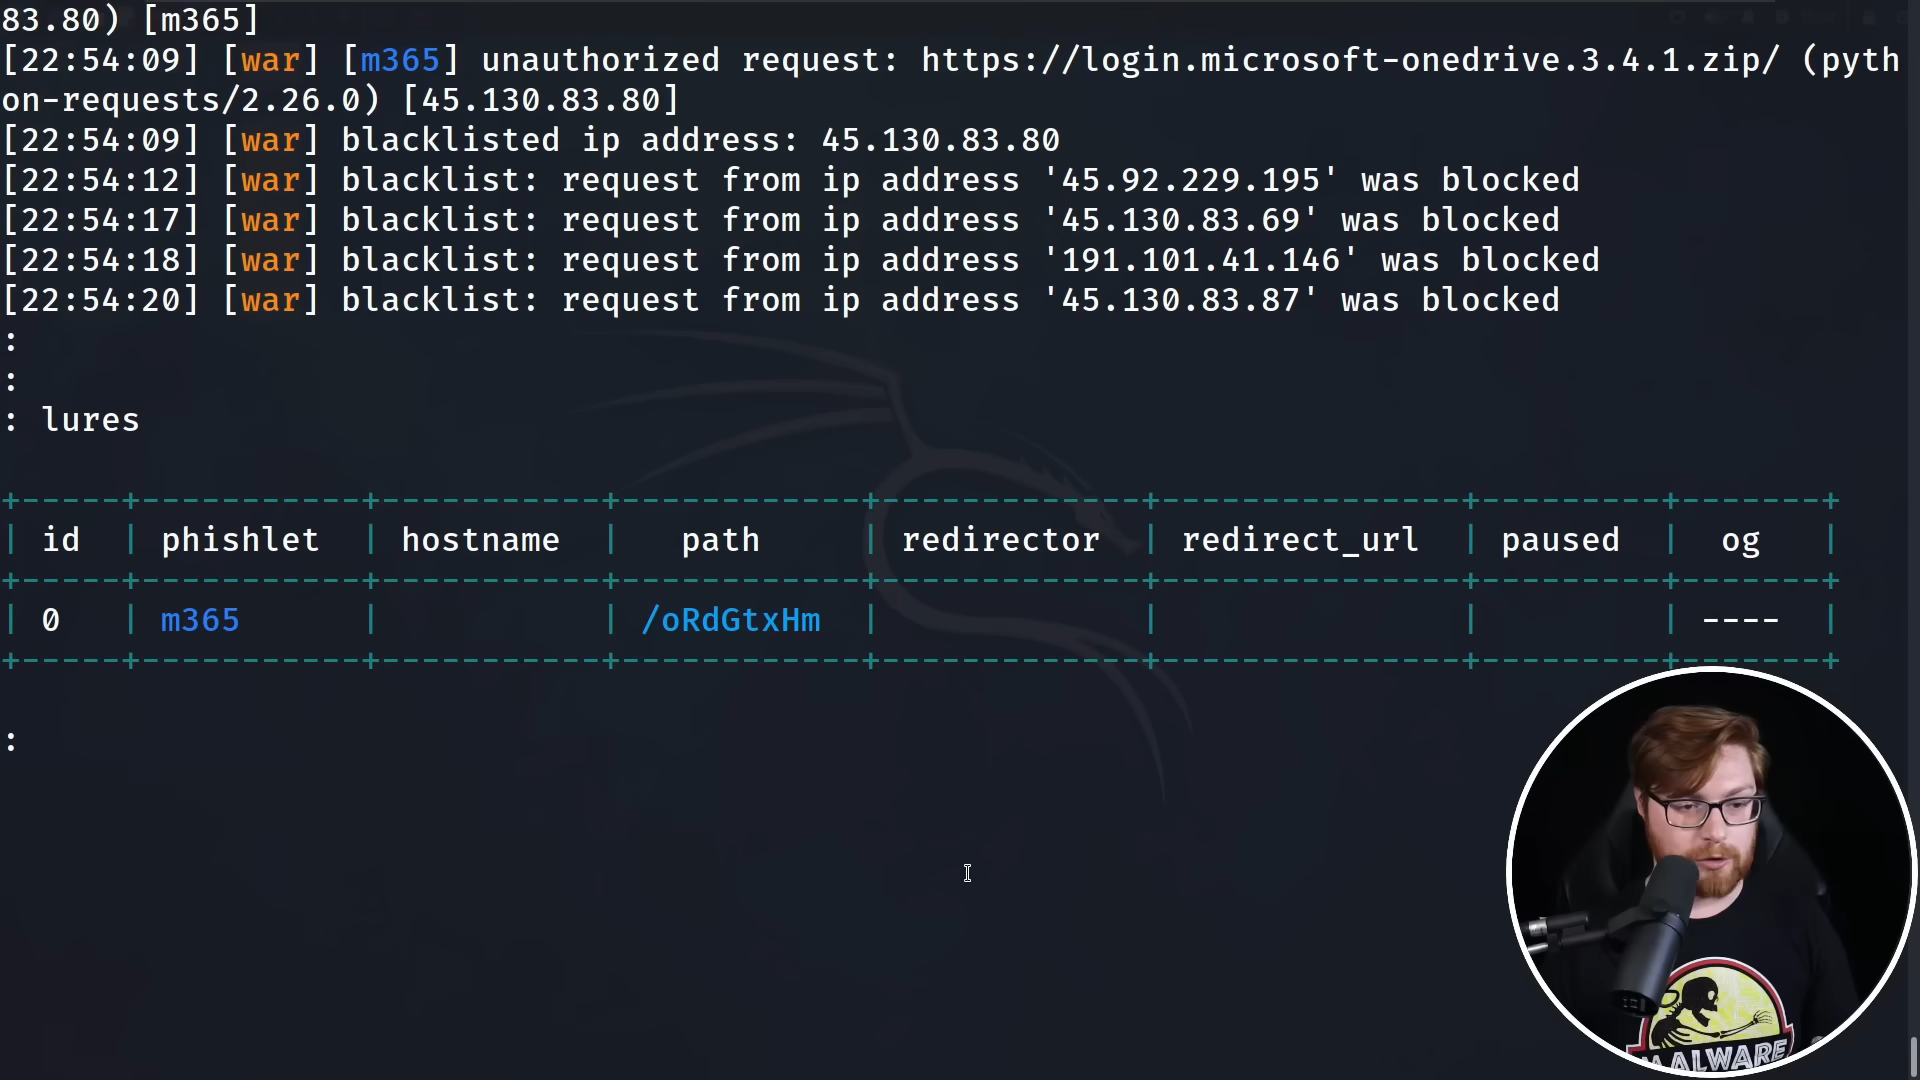 83.80) [m365]
[22:54:09] [war] [m365] unauthorized request: https://login.microsoft-onedrive.3.4.1.zip/ (pyth
on-requests/2.26.0) [45.130.83.80]
[22:54:09] [war] blacklisted ip address: 45.130.83.80
[22:54:12] [war] blacklist: request from ip address '45.92.229.195' was blocked
[22:54:17] [war] blacklist: request from ip address '45.130.83.69' was blocked
[22:54:18] [war] blacklist: request from ip address '191.101.41.146' was blocked
[22:54:20] [war] blacklist: request from ip address '45.130.83.87' was blocked
:
:
: lures
+-----+-----------+-----------+------------+-------------+---------------+---------+-------+
| id | phishlet | hostname | path | redirector | redirect_url | paused | og |
+-----+-----------+-----------+------------+-------------+---------------+---------+-------+
| 0 | m365 | | /oRdGtxHm | | | | ---- |
+-----+-----------+-----------+------------+-------------+---------------+---------+-------+
:
MALWARE